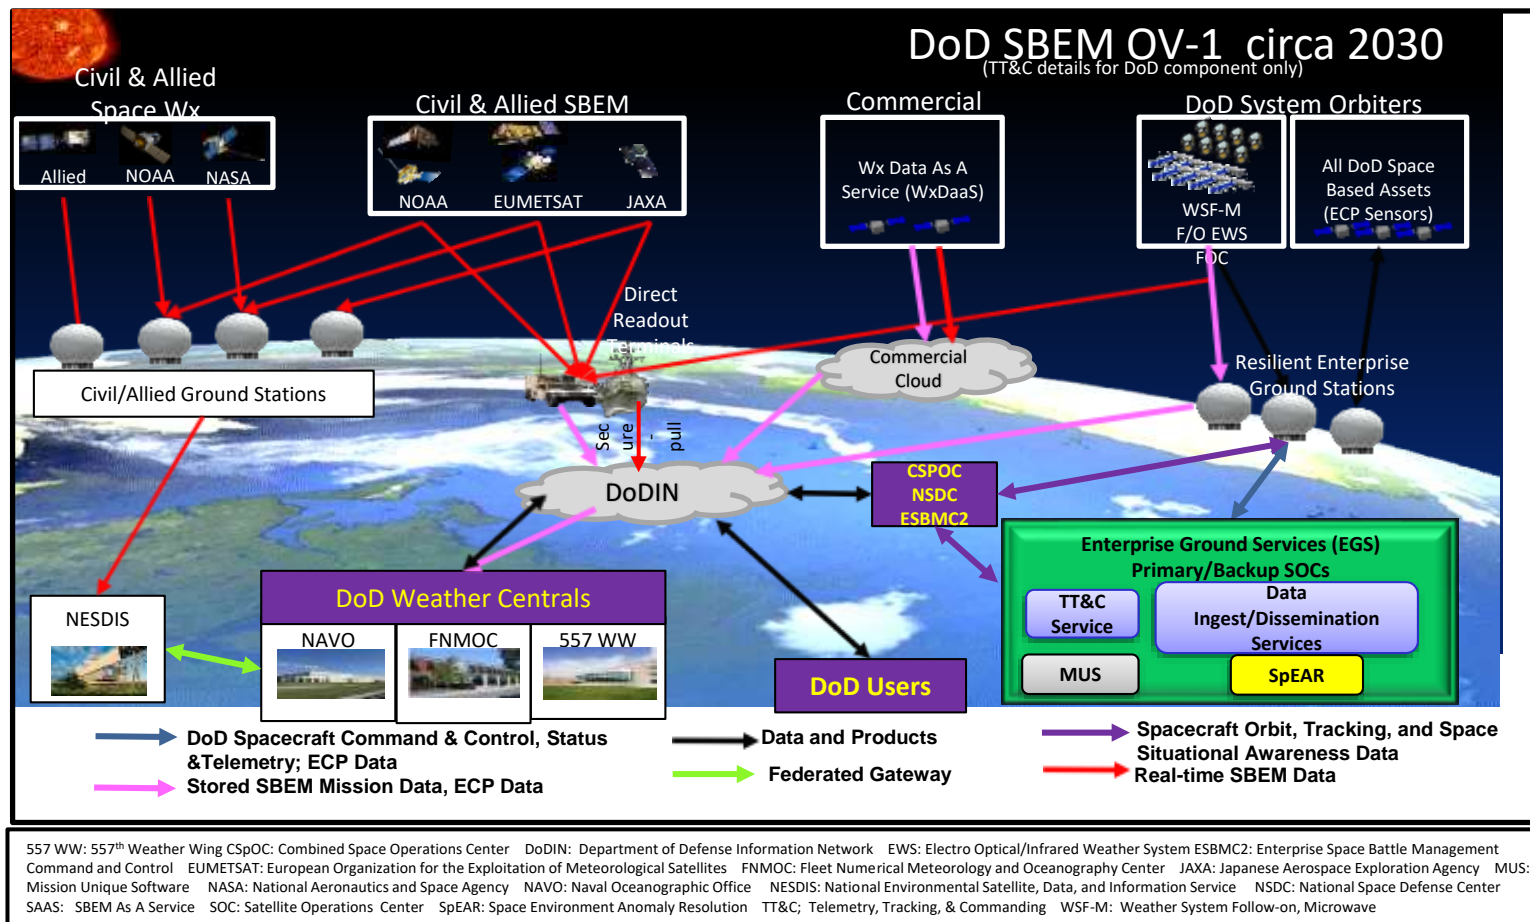 DoD SBEM OV-1 circa 2030
(TT&C details for DoD component only)
Civil & Allied
Space Wx
Civil & Allied SBEM
Commercial
DoD System Orbiters
Allied
NOAA
NASA
NOAA
EUMETSAT
JAXA
Wx Data As A
Service (WxDaaS)
WSF-M
F/O EWS
FOC
All DoD Space
Based Assets
(ECP Sensors)
Direct
Readout
Terminals
Commercial
Cloud
Resilient Enterprise
Ground Stations
Civil/Allied Ground Stations
Sec
ure
-
pull
DoDIN
CSPOC
NSDC
ESBMC2
Enterprise Ground Services (EGS)
Primary/Backup SOCs
TT&C
Service
Data
Ingest/Dissemination
Services
MUS
SpEAR
NESDIS
DoD Weather Centrals
NAVO
FNMOC
557 WW
DoD Users
DoD Spacecraft Command & Control, Status
&Telemetry; ECP Data
Stored SBEM Mission Data, ECP Data
Data and Products
Federated Gateway
Spacecraft Orbit, Tracking, and Space
Situational Awareness Data
Real-time SBEM Data
557 WW: 557th Weather Wing CSpOC: Combined Space Operations Center DoDIN: Department of Defense Information Network EWS: Electro Optical/Infrared Weather System ESBMC2: Enterprise Space Battle Management
Command and Control EUMETSAT: European Organization for the Exploitation of Meteorological Satellites FNMOC: Fleet Numerical Meteorology and Oceanography Center JAXA: Japanese Aerospace Exploration Agency MUS:
Mission Unique Software NASA: National Aeronautics and Space Agency NAVO: Naval Oceanographic Office NESDIS: National Environmental Satellite, Data, and Information Service NSDC: National Space Defense Center
SAAS: SBEM As A Service SOC: Satellite Operations Center SpEAR: Space Environment Anomaly Resolution TT&C; Telemetry, Tracking, & Commanding WSF-M: Weather System Follow-on, Microwave